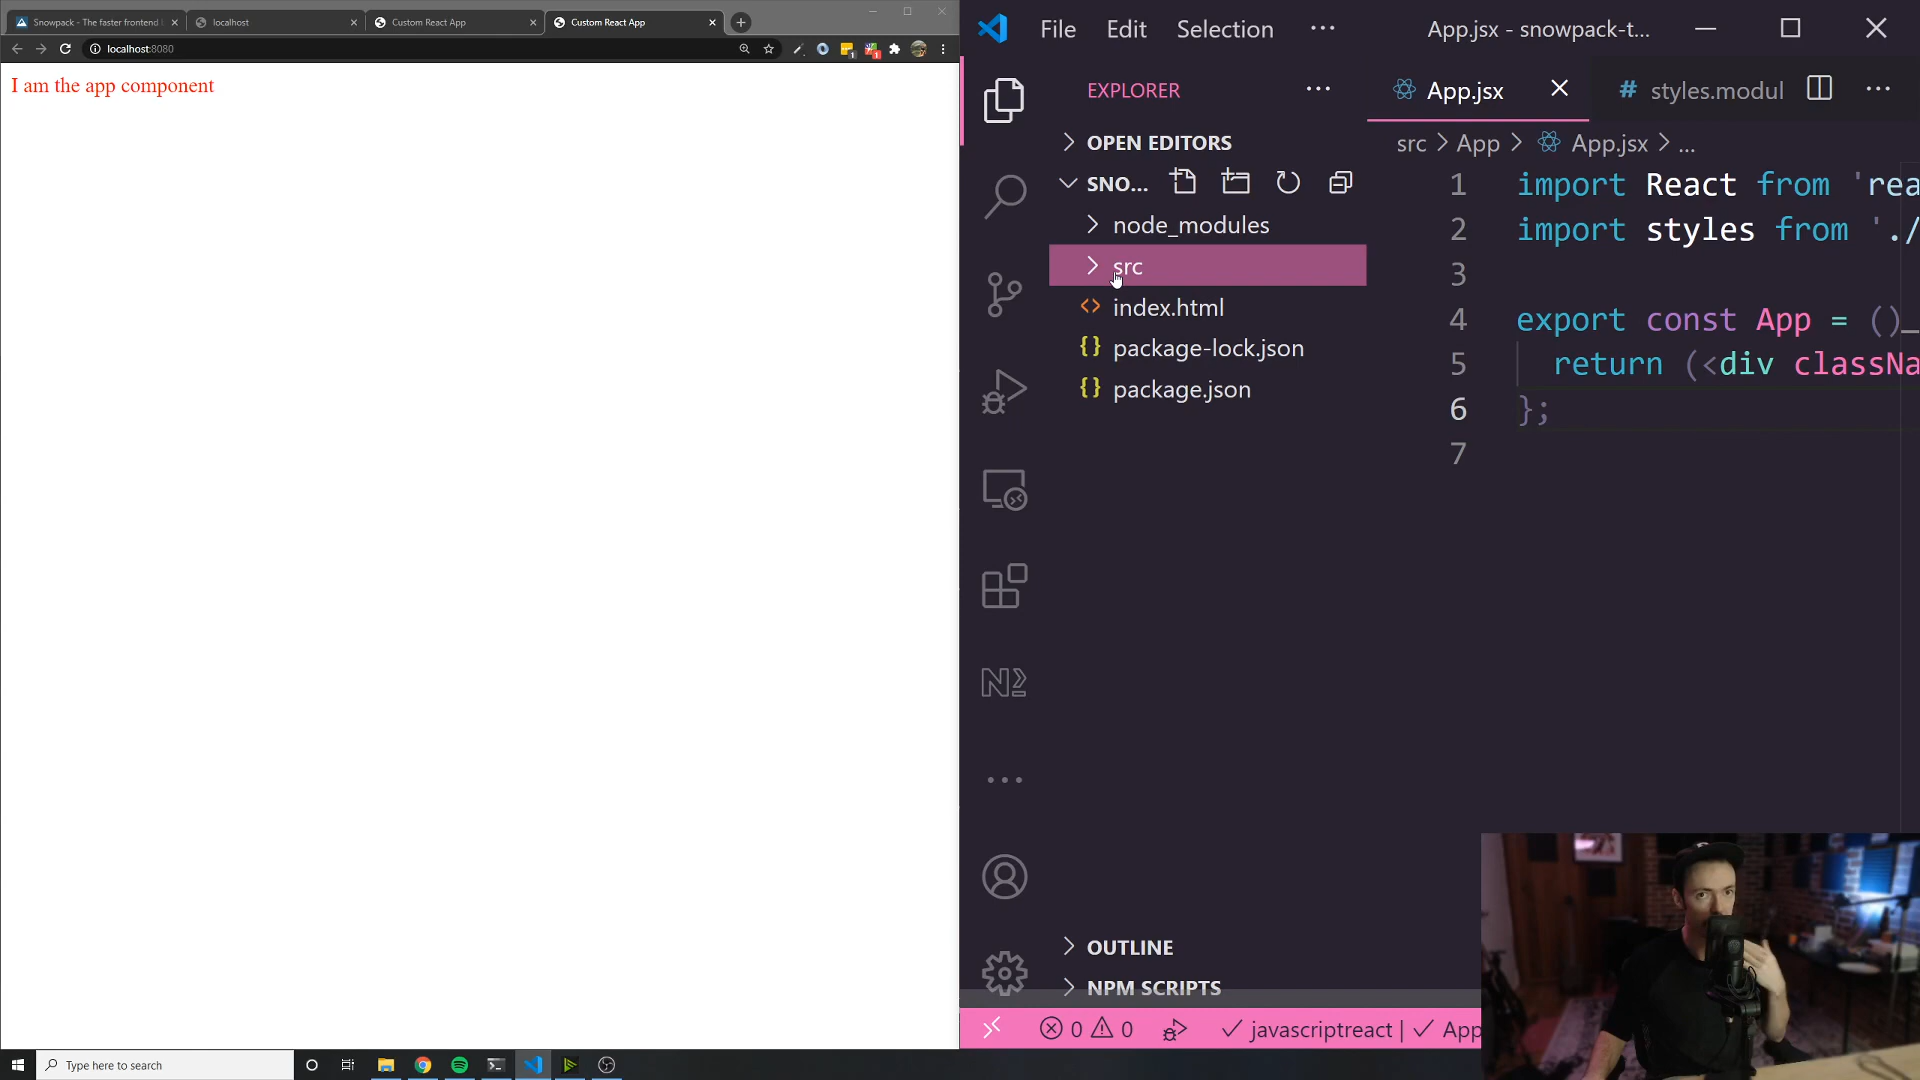 Snowpack - The faster frontend
localhost
Custom React App
Custom React App
localhost:8080
I am the app component
File Edit Selection ···
App.jsx - snowpack-t...
EXPLORER
OPEN EDITORS
SNO...
node_modules
src
index.html
package-lock.json
package.json
OUTLINE
NPM SCRIPTS
App.jsx
# styles.modul
src > App > App.jsx > ...
1 import React from 'rea
2 import styles from './
3
4 export const App = ()
5 return (<div classNa
6 };
7
0 0 javascriptreact | App
Type here to search